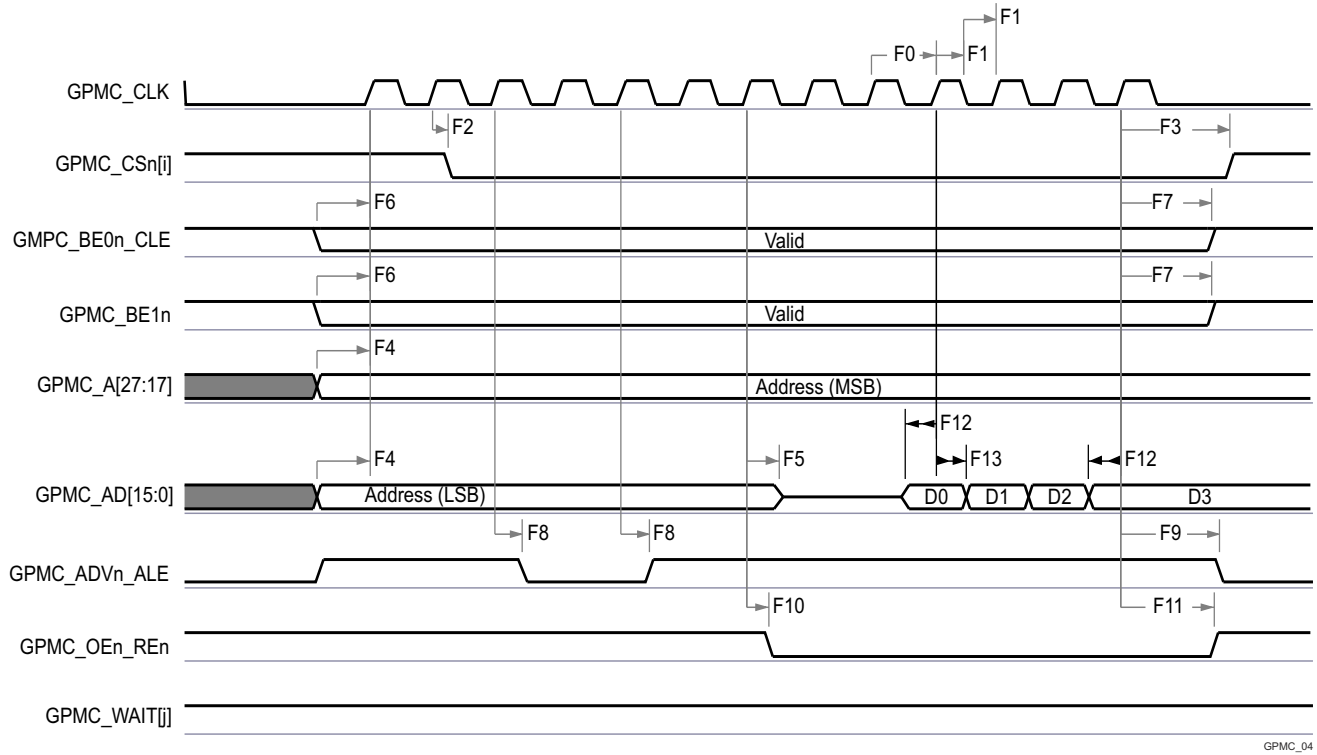 F1
F0
F1
GPMC_CLK
F2
F3
GPMC_CSn[i]
F6
F7
GMPC_BE0n_CLE
Valid
F6
F7
GPMC_BE1n
Valid
F4
GPMC_A[27:17]
Address (MSB)
F12
F4
F5
F13
F12
GPMC_AD[15:0]
Address (LSB)
D0
D1
D2
D3
F8
F8
F9
GPMC_ADVn_ALE
F10
F11
GPMC_OEn_REn
GPMC_WAIT[j]
GPMC_04